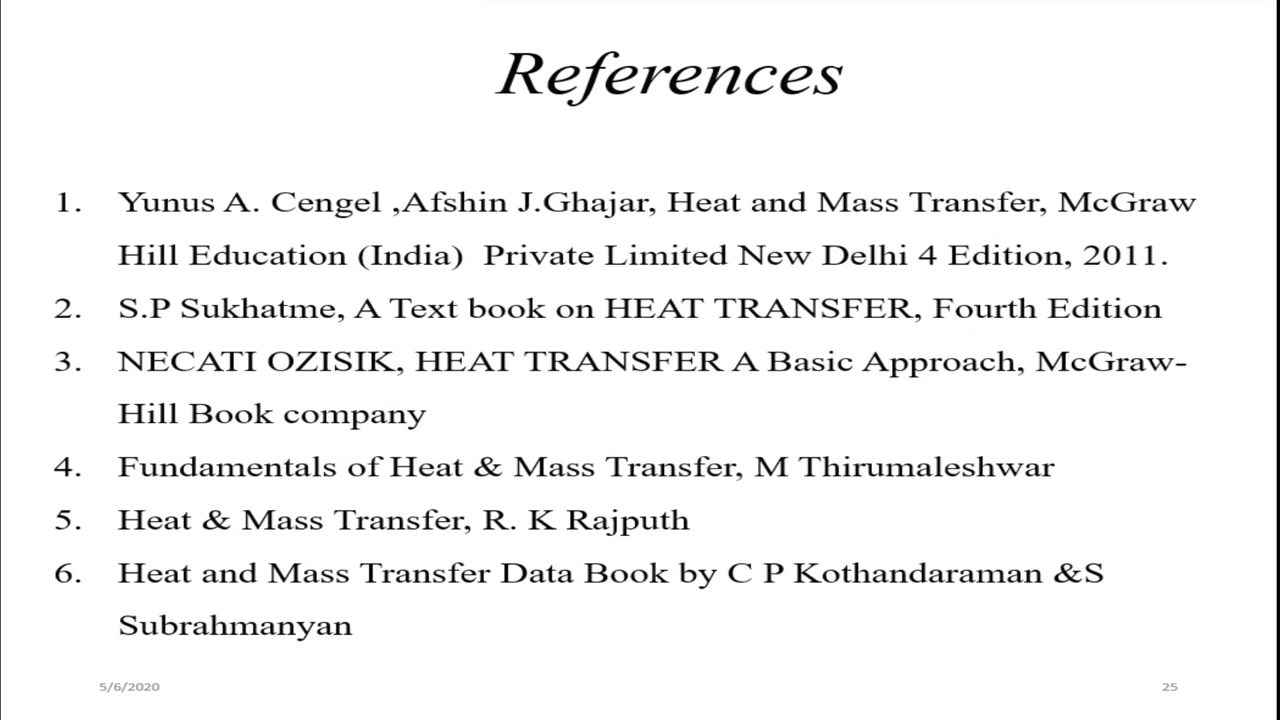 References
1. Yunus A. Cengel ,Afshin J.Ghajar, Heat and Mass Transfer, McGraw
Hill Education (India)  Private Limited New Delhi 4 Edition, 2011.
2. S.P Sukhatme, A Text book on HEAT TRANSFER, Fourth Edition
3. NECATI OZISIK, HEAT TRANSFER A Basic Approach, McGraw-
Hill Book company
4. Fundamentals of Heat & Mass Transfer, M Thirumaleshwar
5. Heat & Mass Transfer, R. K Rajputh
6. Heat and Mass Transfer Data Book by C P Kothandaraman &S
Subrahmanyan
5/6/2020
25